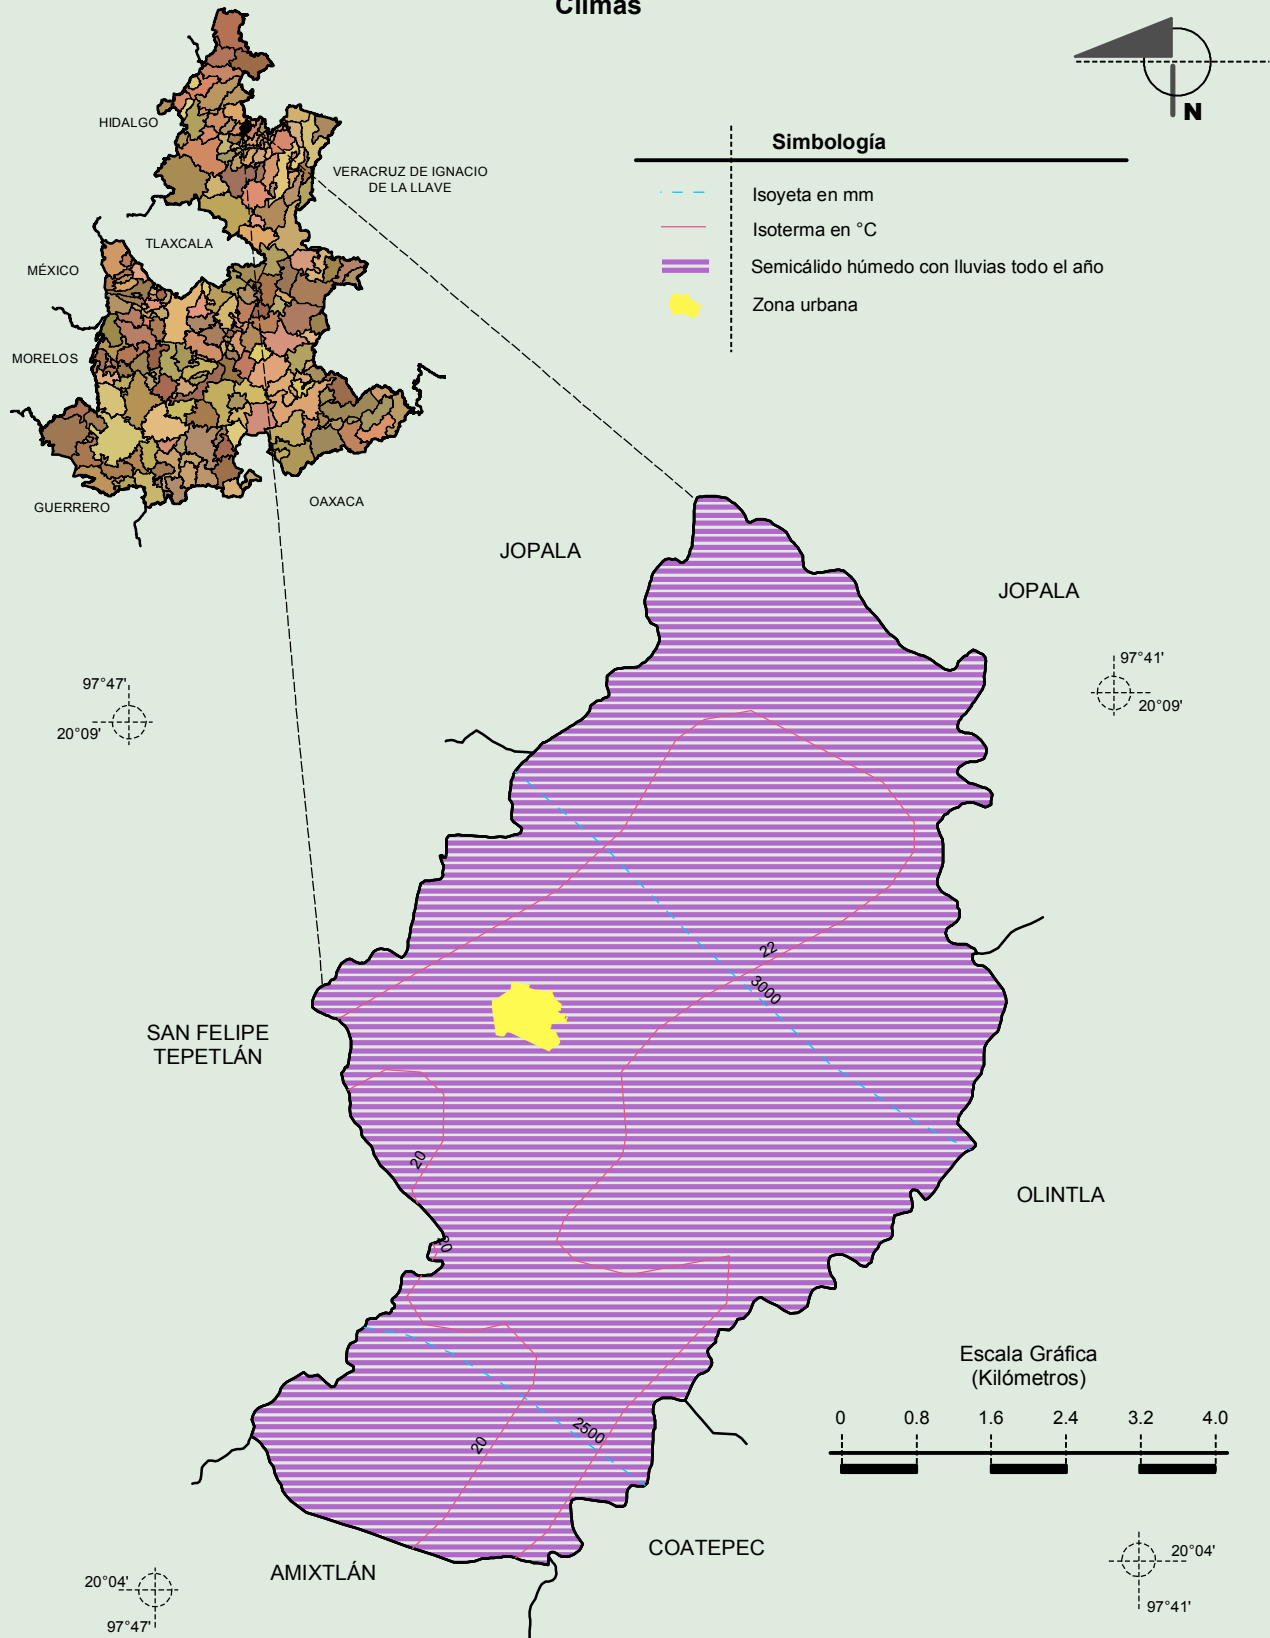 Climas
N
HIDALGO
VERACRUZ DE IGNACIO
DE LA LLAVE
TLAXCALA
MÉXICO
MORELOS
GUERRERO
OAXACA
Simbología
Isoyeta en mm
Isoterma en °C
Semicálido húmedo con lluvias todo el año
Zona urbana
JOPALA
JOPALA
97°47'
20°09'
97°41'
20°09'
22
3000
SAN FELIPE
TEPETLÁN
20
20
OLINTLA
2500
20
Escala Gráfica
(Kilómetros)
0 0.8 1.6 2.4 3.2 4.0
COATEPEC
AMIXTLÁN
20°04'
97°47'
20°04'
97°41'